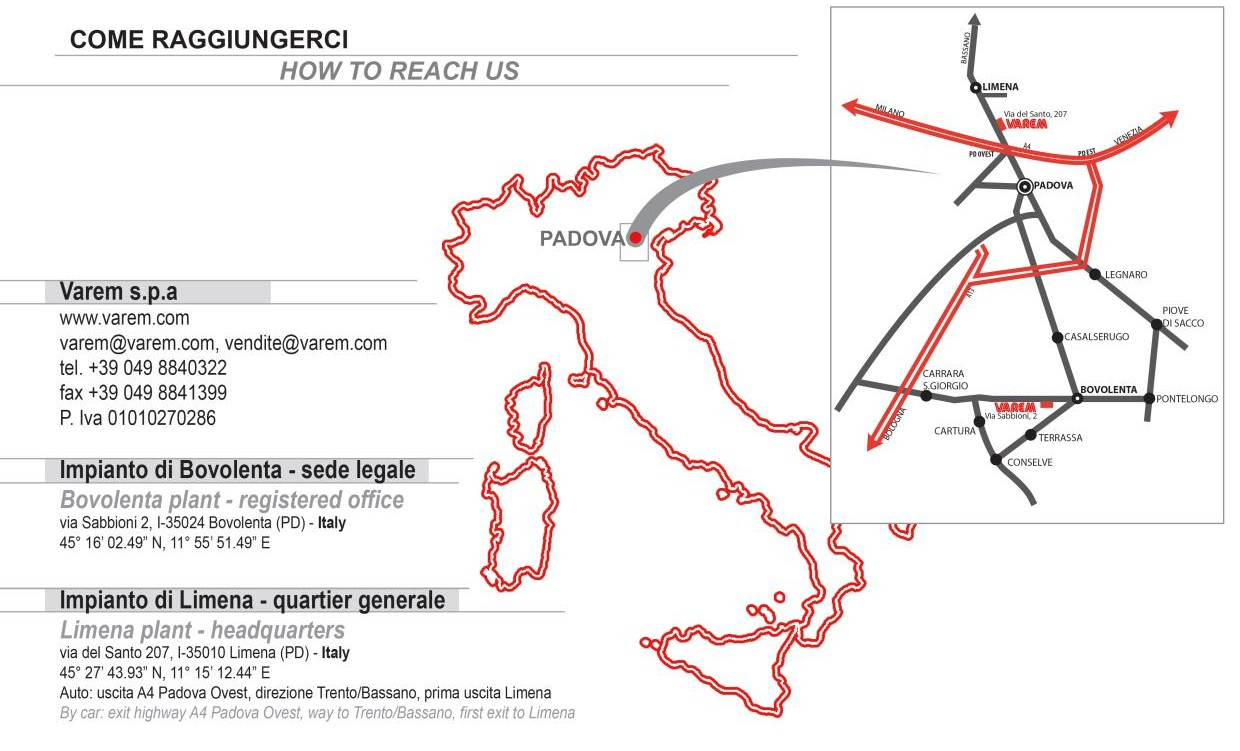 COME RAGGIUNGERCI
HOW TO REACH US
Varem s.p.a
www.varem.com
varem@varem.com, vendite@varem.com
tel. +39 049 8840322
fax +39 049 8841399
P. Iva 01010270286
Impianto di Bovolenta - sede legale
Bovolenta plant - registered office
via Sabbioni 2, I-35024 Bovolenta (PD) - Italy
45° 16' 02.49” N, 11° 55' 51.49” E
Impianto di Limena - quartier generale
Limena plant - headquarters
via del Santo 207, I-35010 Limena (PD) - Italy
45° 27' 43.93” N, 11° 15' 12.44” E
Auto: uscita A4 Padova Ovest, direzione Trento/Bassano, prima uscita Limena
By car: exit highway A4 Padova Ovest, way to Trento/Bassano, first exit to Limena
PADOVA
BASSANO
LIMENA
MILANO
Via del Santo, 207
VAREM
VENEZIA
A4
PD OVEST
PD EST
PADOVA
LEGNARO
A13
PIOVE
DI SACCO
CASALSERUGO
CARRARA
S.GIORGIO
BOVOLENTA
PONTELONGO
VAREM
Via Sabbioni, 2
BOLOGNA
CARTURA
TERRASSA
CONSELVE